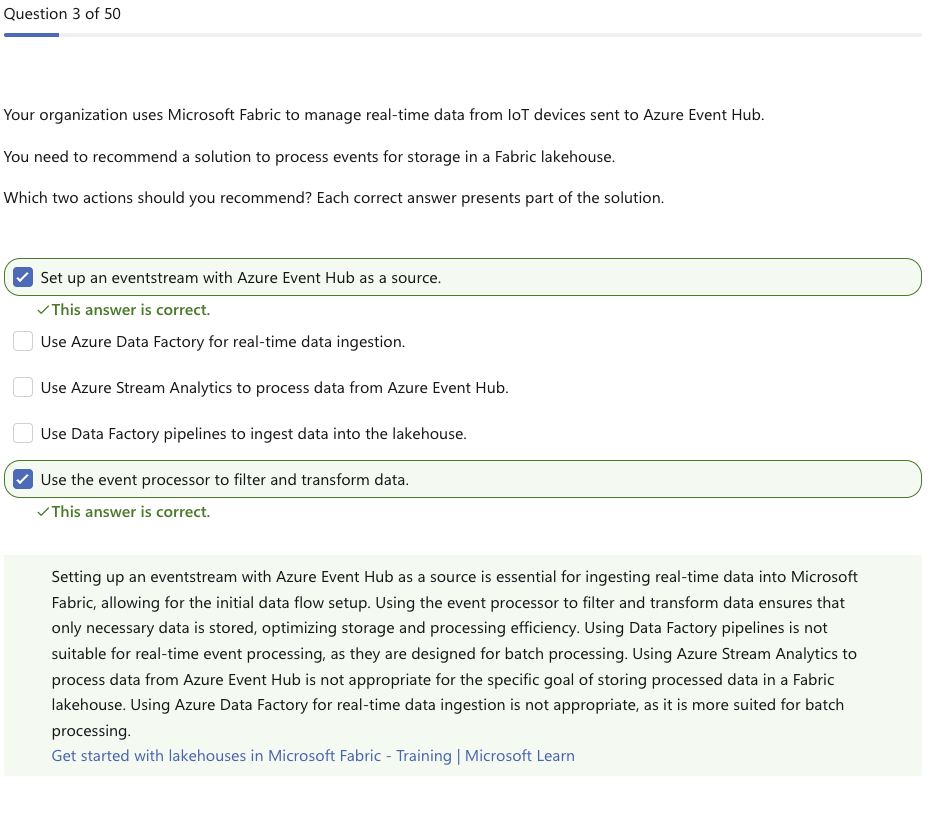 Question 3 of 50
Your organization uses Microsoft Fabric to manage real-time data from IoT devices sent to Azure Event Hub.
You need to recommend a solution to process events for storage in a Fabric lakehouse.
Which two actions should you recommend? Each correct answer presents part of the solution.
Set up an eventstream with Azure Event Hub as a source.
This answer is correct.
Use Azure Data Factory for real-time data ingestion.
Use Azure Stream Analytics to process data from Azure Event Hub.
Use Data Factory pipelines to ingest data into the lakehouse.
Use the event processor to filter and transform data.
This answer is correct.
Setting up an eventstream with Azure Event Hub as a source is essential for ingesting real-time data into Microsoft
Fabric, allowing for the initial data flow setup. Using the event processor to filter and transform data ensures that
only necessary data is stored, optimizing storage and processing efficiency. Using Data Factory pipelines is not
suitable for real-time event processing, as they are designed for batch processing. Using Azure Stream Analytics to
process data from Azure Event Hub is not appropriate for the specific goal of storing processed data in a Fabric
lakehouse. Using Azure Data Factory for real-time data ingestion is not appropriate, as it is more suited for batch
processing.
Get started with lakehouses in Microsoft Fabric - Training | Microsoft Learn